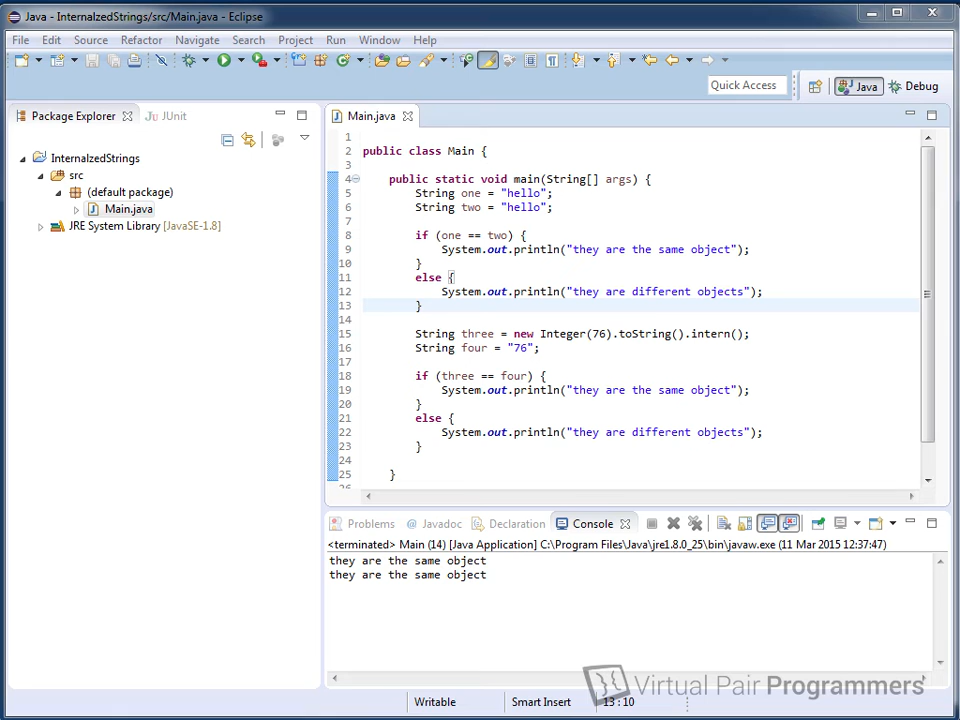 Java - InternalzedStrings/src/Main.java - Eclipse
File Edit Source Refactor Navigate Search Project Run Window Help
Quick Access
Java
Debug
Package Explorer
JUnit
InternalzedStrings
src
(default package)
Main.java
JRE System Library [JavaSE-1.8]
Main.java
1
2 public class Main {
3
4 public static void main(String[] args) {
5 String one = "hello";
6 String two = "hello";
7
8 if (one == two) {
9 System.out.println("they are the same object");
10 }
11 else {
12 System.out.println("they are different objects");
13 }
14
15 String three = new Integer(76).toString().intern();
16 String four = "76";
17
18 if (three == four) {
19 System.out.println("they are the same object");
20 }
21 else {
22 System.out.println("they are different objects");
23 }
24
25 }
26
Problems @ Javadoc Declaration Console
<terminated> Main (14) [Java Application] C:\Program Files\Java\jre1.8.0_25\bin\javaw.exe (11 Mar 2015 12:37:47)
they are the same object
they are the same object
Virtual Pair Programmers
Writable
Smart Insert
13 : 10